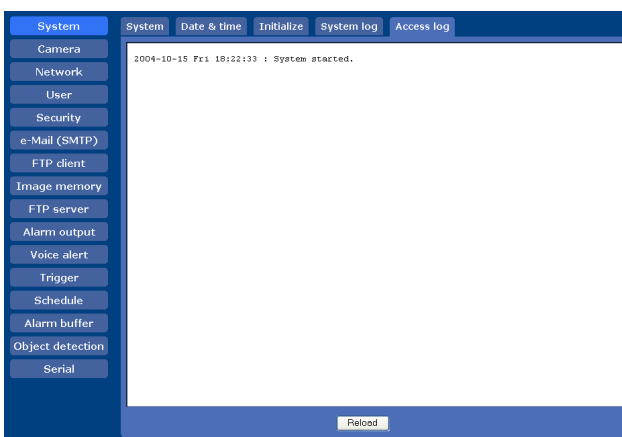 System
Camera
Network
User
Security
e-Mail (SMTP)
FTP client
Image memory
FTP server
Alarm output
Voice alert
Trigger
Schedule
Alarm buffer
Object detection
Serial
System Date & time Initialize System log Access log
2004-10-15 Fri 18:22:33 : System started.
Reload